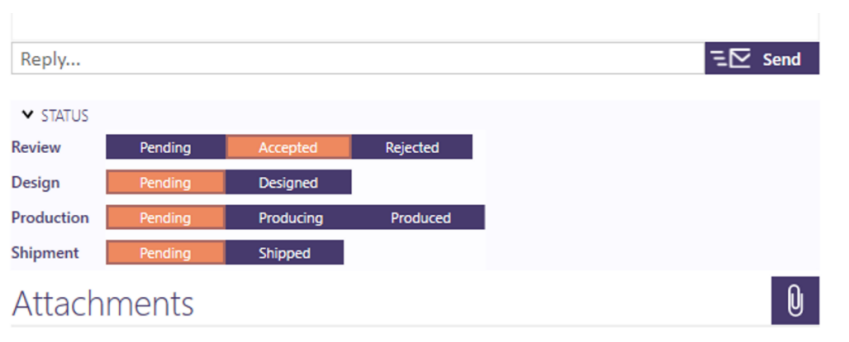 Reply... Send
STATUS
Review Pending Accepted Rejected
Design Pending Designed
Production Pending Producing Produced
Shipment Pending Shipped
Attachments